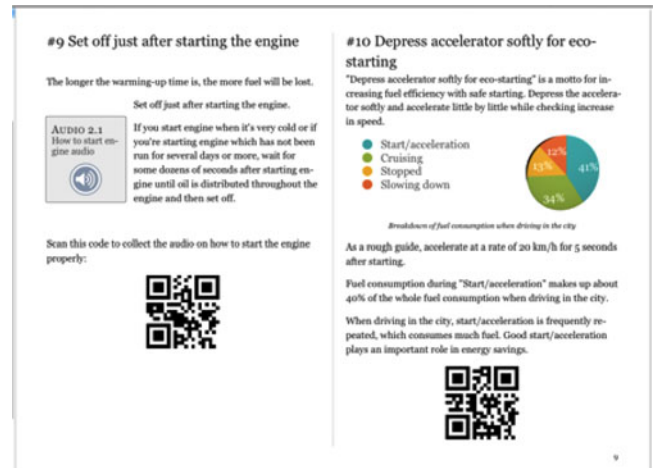 #9 Set off just after starting the engine
The longer the warming-up time is, the more fuel will be lost.
Set off just after starting the engine.
AUDIO 2.1
How to start en-
gine audio
If you start engine when it's very cold or if
you're starting engine which has not been
run for several days or more, wait for
some dozens of seconds after starting en-
gine until oil is distributed throughout the
engine and then set off.
Scan this code to collect the audio on how to start the engine
properly:
#10 Depress accelerator softly for eco-
starting
"Depress accelerator softly for eco-starting" is a motto for in-
creasing fuel efficiency with safe starting. Depress the accelera-
tor softly and accelerate little by little while checking increase
in speed.
Start/acceleration
Cruising
Stopped
Slowing down
12%
13%
41%
34%
Breakdown of fuel consumption when driving in the city
As a rough guide, accelerate at a rate of 20 km/h for 5 seconds
after starting.
Fuel consumption during "Start/acceleration" makes up about
40% of the whole fuel consumption when driving in the city.
When driving in the city, start/acceleration is frequently re-
peated, which consumes much fuel. Good start/acceleration
plays an important role in energy savings.
9